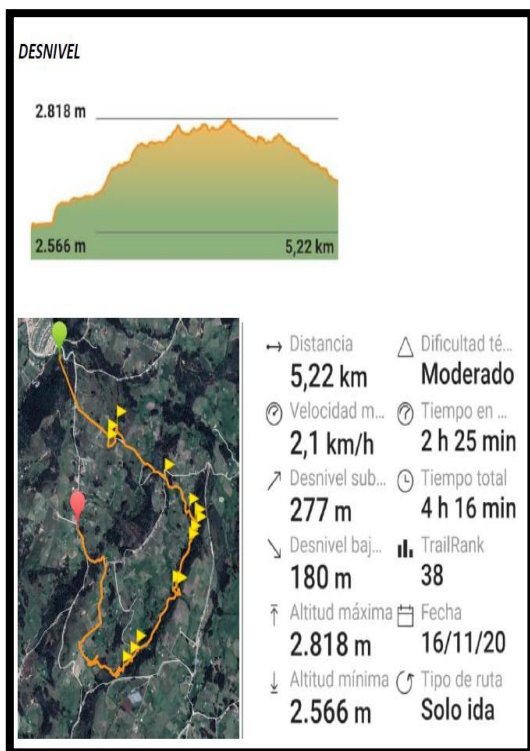 DESNIVEL
2.818 m
2.566 m 5,22 km
Distancia
5,22 km
Dificultad té...
Moderado
Velocidad m...
2,1 km/h
Tiempo en ...
2 h 25 min
Desnivel sub...
277 m
Tiempo total
4 h 16 min
Desnivel baj...
180 m
TrailRank
38
Altitud máxima
2.818 m
Fecha
16/11/20
Altitud mínima
2.566 m
Tipo de ruta
Solo ida